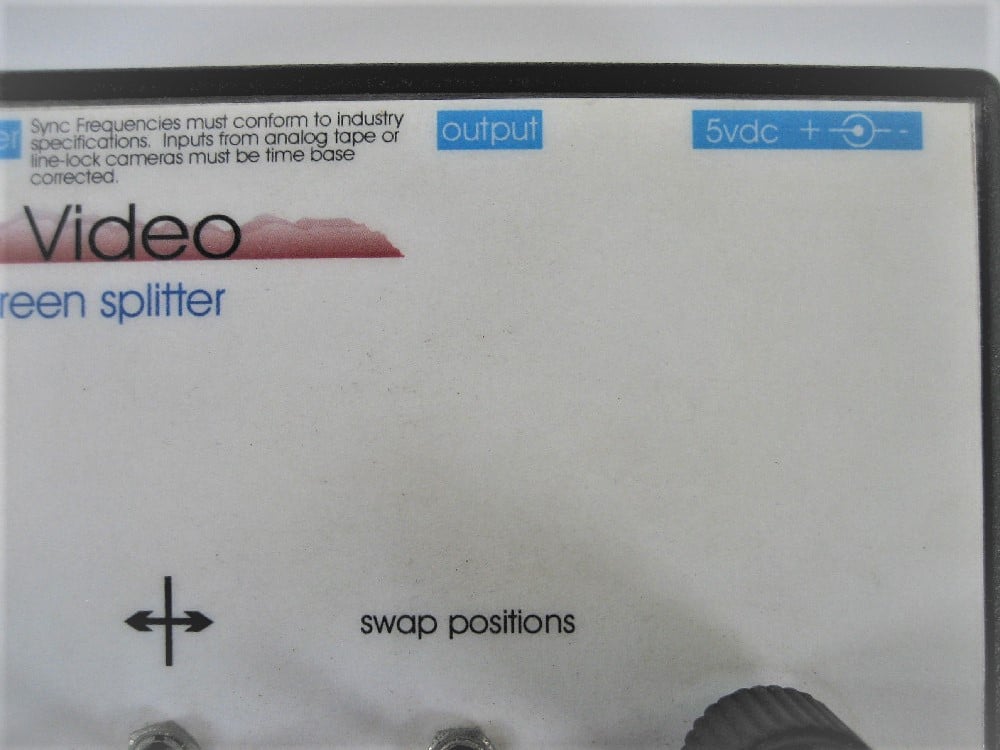 er
Sync Frequencies must conform to industry
specifications. Inputs from analog tape or
line-lock cameras must be time base
corrected.
output
5vdc + -
Video
reen splitter
swap positions